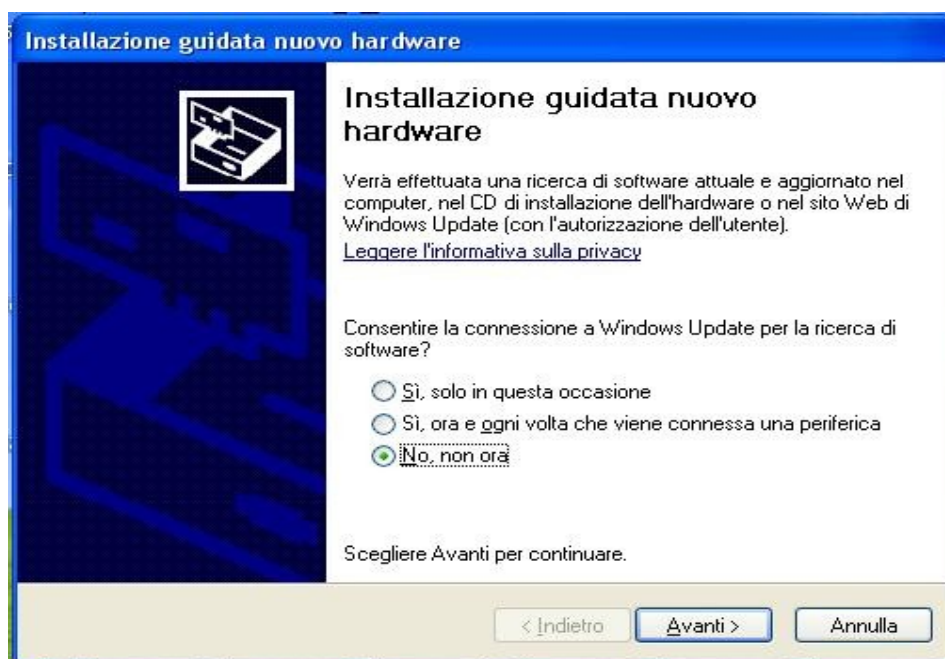 Installazione guidata nuovo hardware
Installazione guidata nuovo
hardware
Verrà effettuata una ricerca di software attuale e aggiornato nel
computer, nel CD di installazione dell'hardware o nel sito Web di
Windows Update (con l'autorizzazione dell'utente).
Leggere l'informativa sulla privacy
Consentire la connessione a Windows Update per la ricerca di
software?
Sì, solo in questa occasione
Sì, ora e ogni volta che viene connessa una periferica
No, non ora
Scegliere Avanti per continuare.
< Indietro Avanti > Annulla